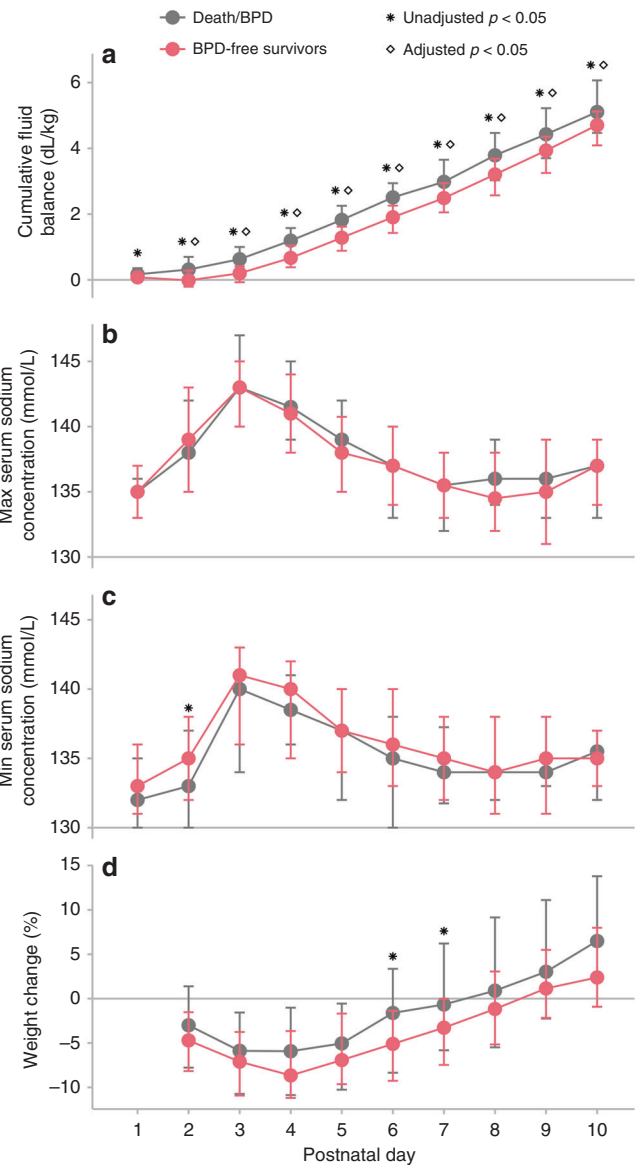 Death/BPD
* Unadjusted p < 0.05
BPD-free survivors
◇ Adjusted p < 0.05
a
Cumulative fluid
balance (dL/kg)
6
4
2
0
* *◇ *◇ *◇ *◇ *◇ *◇ *◇ *◇ *◇
b
Max serum sodium
concentration (mmol/L)
145
140
135
130
c
Min serum sodium
concentration (mmol/L)
145
140
135
130
*
d
Weight change (%)
15
10
5
0
−5
−10
* *
1 2 3 4 5 6 7 8 9 10
Postnatal day